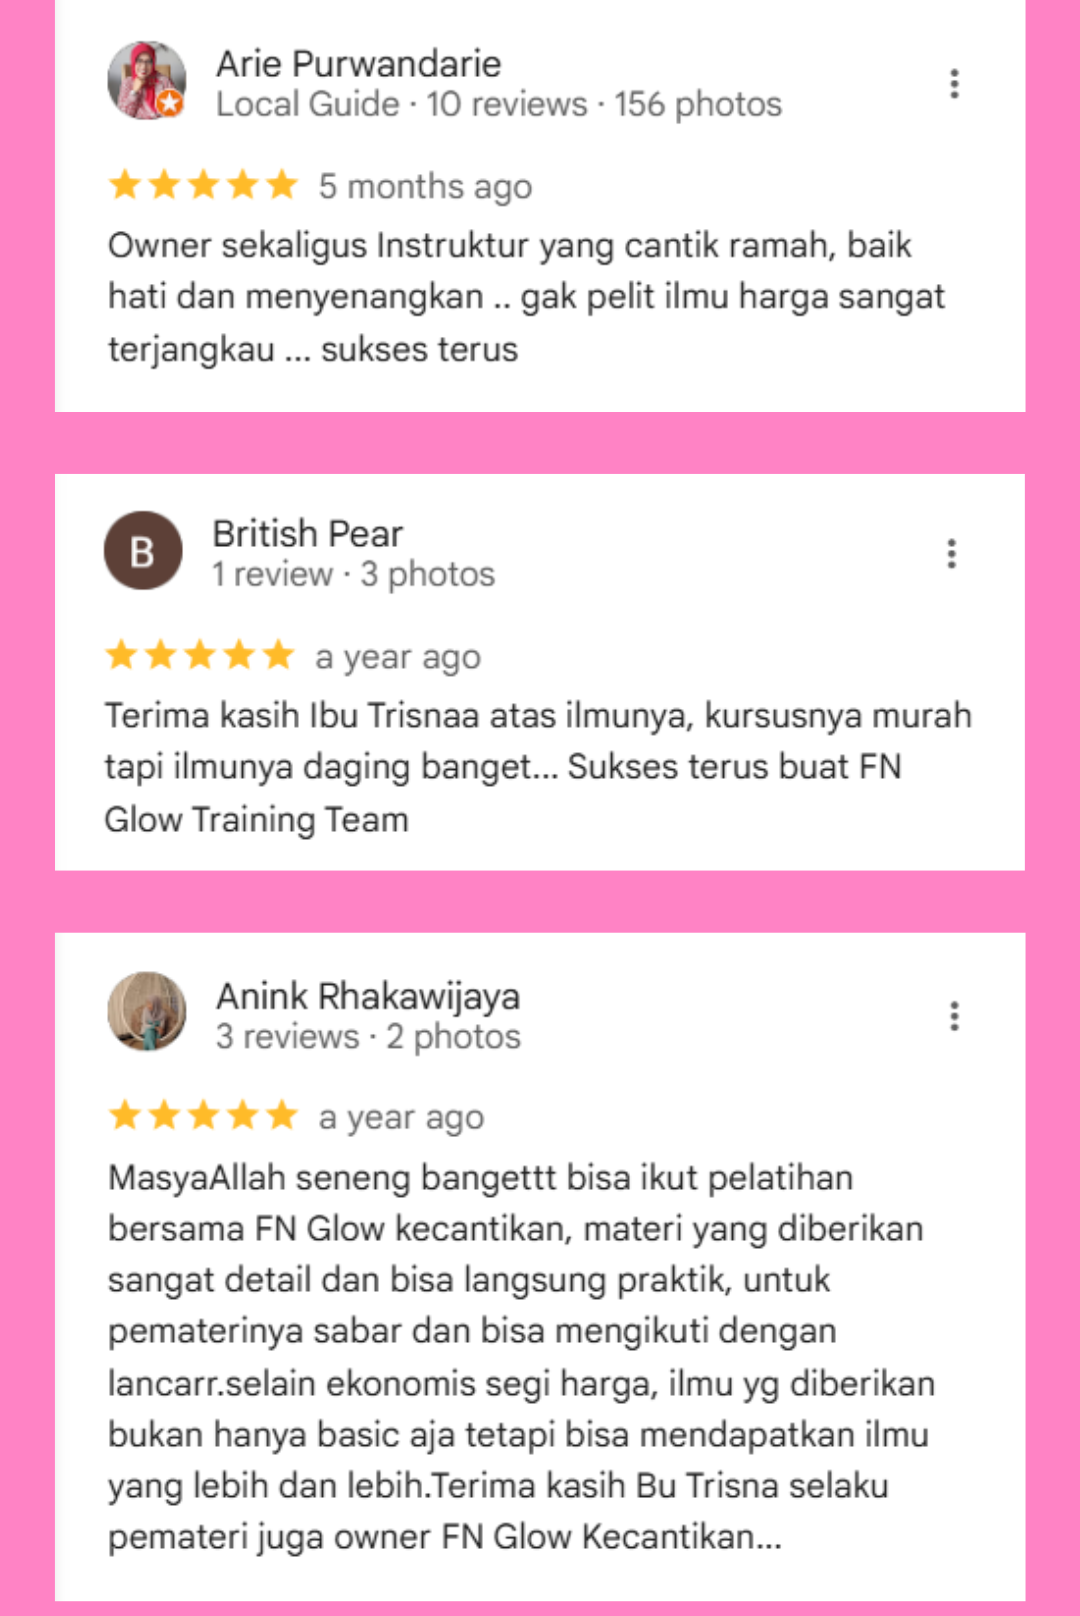 Arie Purwandarie
Local Guide · 10 reviews · 156 photos
5 months ago
Owner sekaligus Instruktur yang cantik ramah, baik
hati dan menyenangkan .. gak pelit ilmu harga sangat
terjangkau ... sukses terus
B
British Pear
1 review · 3 photos
a year ago
Terima kasih Ibu Trisnaa atas ilmunya, kursusnya murah
tapi ilmunya daging banget... Sukses terus buat FN
Glow Training Team
Anink Rhakawijaya
3 reviews · 2 photos
a year ago
MasyaAllah seneng bangettt bisa ikut pelatihan
bersama FN Glow kecantikan, materi yang diberikan
sangat detail dan bisa langsung praktik, untuk
pematerinya sabar dan bisa mengikuti dengan
lancarr.selain ekonomis segi harga, ilmu yg diberikan
bukan hanya basic aja tetapi bisa mendapatkan ilmu
yang lebih dan lebih.Terima kasih Bu Trisna selaku
pemateri juga owner FN Glow Kecantikan...